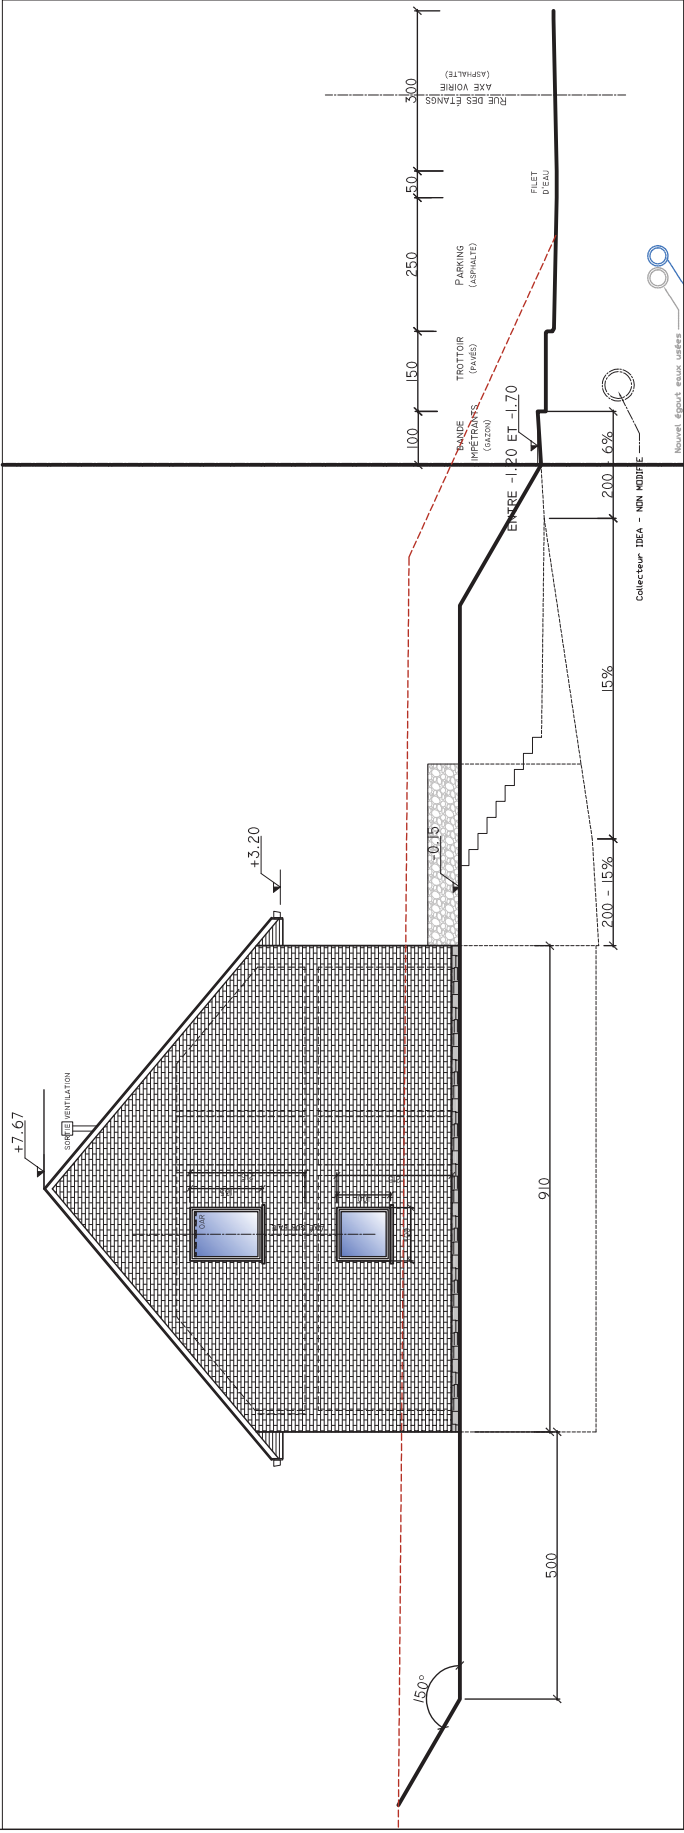 +7.67
SORTIE VENTILATION
+3.20
-0.15
OAR
910
500
150°
200 - 15%
15%
200 - 6%
ENTRE -1.20 ET -1.70
100
150
250
50
300
BANDE
IMPÉTRANTS
(GAZON)
TROTTOIR
(PAVÉS)
PARKING
(ASPHALTE)
FILET
D'EAU
RUE DES ÉTANGS
AXE VOIRIE
(ASPHALTE)
Collecteur IDEA - NON MODIFIE
Nouvel égout eaux usées